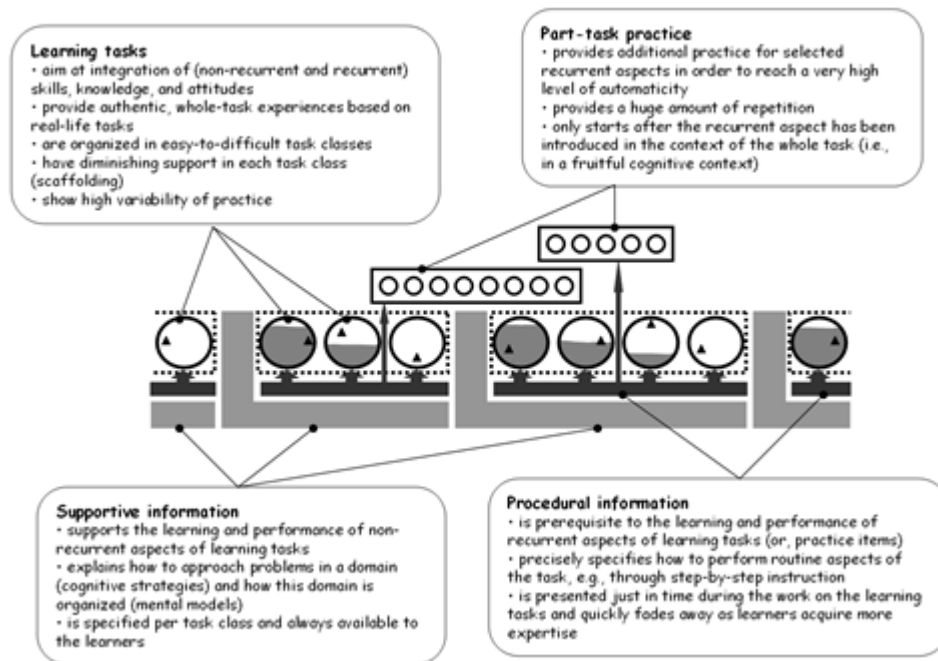 Learning tasks
• aim at integration of (non-recurrent and recurrent)
skills, knowledge, and attitudes
• provide authentic, whole-task experiences based on
real-life tasks
• are organized in easy-to-difficult task classes
• have diminishing support in each task class
(scaffolding)
• show high variability of practice
Part-task practice
• provides additional practice for selected
recurrent aspects in order to reach a very high
level of automaticity
• provides a huge amount of repetition
• only starts after the recurrent aspect has been
introduced in the context of the whole task (i.e.,
in a fruitful cognitive context)
Supportive information
• supports the learning and performance of non-
recurrent aspects of learning tasks
• explains how to approach problems in a domain
(cognitive strategies) and how this domain is
organized (mental models)
• is specified per task class and always available to
the learners
Procedural information
• is prerequisite to the learning and performance of
recurrent aspects of learning tasks (or, practice items)
• precisely specifies how to perform routine aspects of
the task, e.g., through step-by-step instruction
• is presented just in time during the work on the learning
tasks and quickly fades away as learners acquire more
expertise